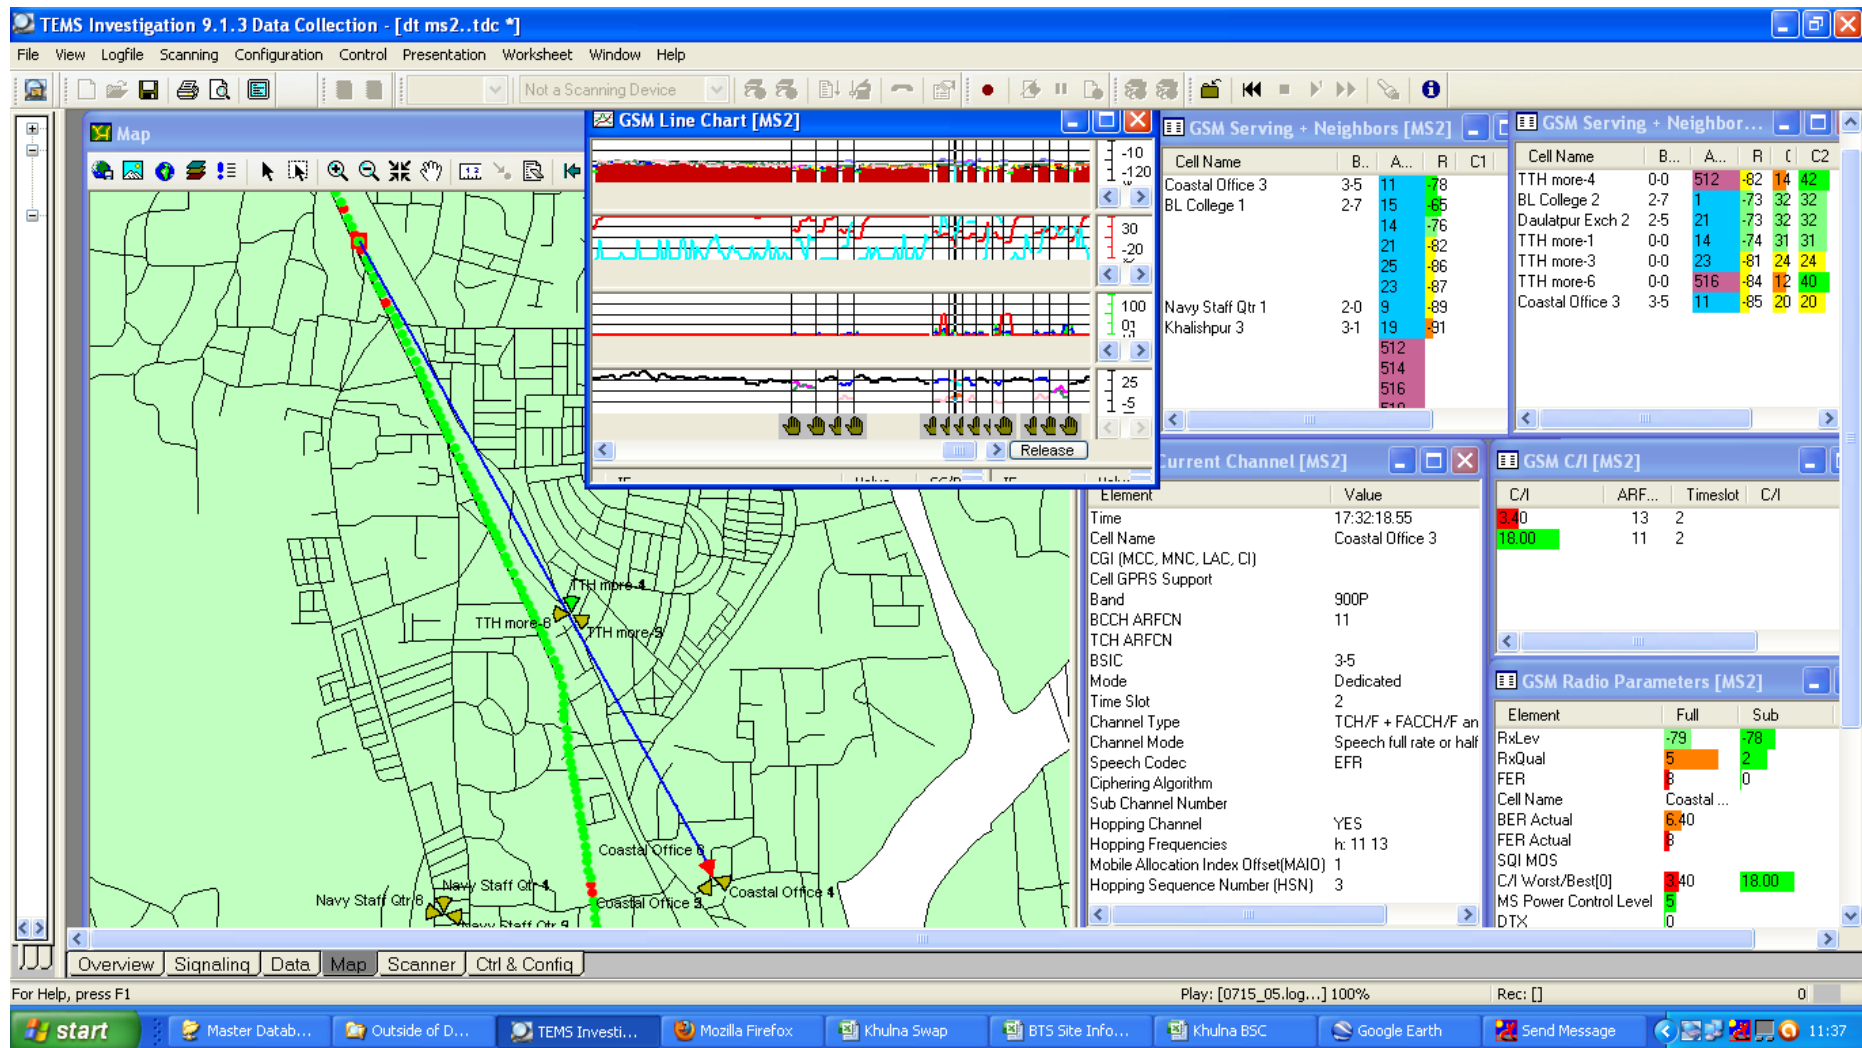 TEMS Investigation 9.1.3 Data Collection - [dt ms2..tdc *]
File View Logfile Scanning Configuration Control Presentation Worksheet Window Help
Not a Scanning Device
Map
GSM Line Chart [MS2]
-10
-120
30
-20
100
25
-5
Release
GSM Serving + Neighbors [MS2]
Cell Name B.. A... R C1
Coastal Office 3 3-5 11 -78
BL College 1 2-7 15 -65
14 -76
21 -82
25 -86
23 -87
Navy Staff Qtr 1 2-0 9 -89
Khalishpur 3 3-1 19 -91
512
514
516
GSM Serving + Neighbor...
Cell Name B... A... R ( C2
TTH more-4 0-0 512 -82 14 42
BL College 2 2-7 1 -73 32 32
Daulatpur Exch 2 2-5 21 -73 32 32
TTH more-1 0-0 14 -74 31 31
TTH more-3 0-0 23 -81 24 24
TTH more-6 0-0 516 -84 12 40
Coastal Office 3 3-5 11 -85 20 20
Current Channel [MS2]
Element Value
Time 17:32:18.55
Cell Name Coastal Office 3
CGI (MCC, MNC, LAC, CI)
Cell GPRS Support
Band 900P
BCCH ARFCN 11
TCH ARFCN
BSIC 3-5
Mode Dedicated
Time Slot 2
Channel Type TCH/F + FACCH/F an
Channel Mode Speech full rate or half
Speech Codec EFR
Ciphering Algorithm
Sub Channel Number
Hopping Channel YES
Hopping Frequencies h: 11 13
Mobile Allocation Index Offset(MAIO) 1
Hopping Sequence Number (HSN) 3
GSM C/I [MS2]
C/I ARF... Timeslot C/I
3.40 13 2
18.00 11 2
GSM Radio Parameters [MS2]
Element Full Sub
RxLev -79 -78
RxQual 5 2
FER 8 0
Cell Name Coastal ...
BER Actual 6.40
FER Actual 8
SQI MOS
C/I Worst/Best[0] 3.40 18.00
MS Power Control Level 5
DTX 0
TTH more-4
TTH more-6
TTH more-
Coastal Office 6
Coastal Office 4
Coastal Office
Navy Staff Qtr
Navy Staff Qtr 6
Navy Staff Qtr
Overview Signaling Data Map Scanner Ctrl & Config
For Help, press F1
Play: [0715_05.log...] 100%
Rec: []
0
start
Master Datab...
Outside of D...
TEMS Investi...
Mozilla Firefox
Khulna Swap
BTS Site Info...
Khulna BSC
Google Earth
Send Message
11:37